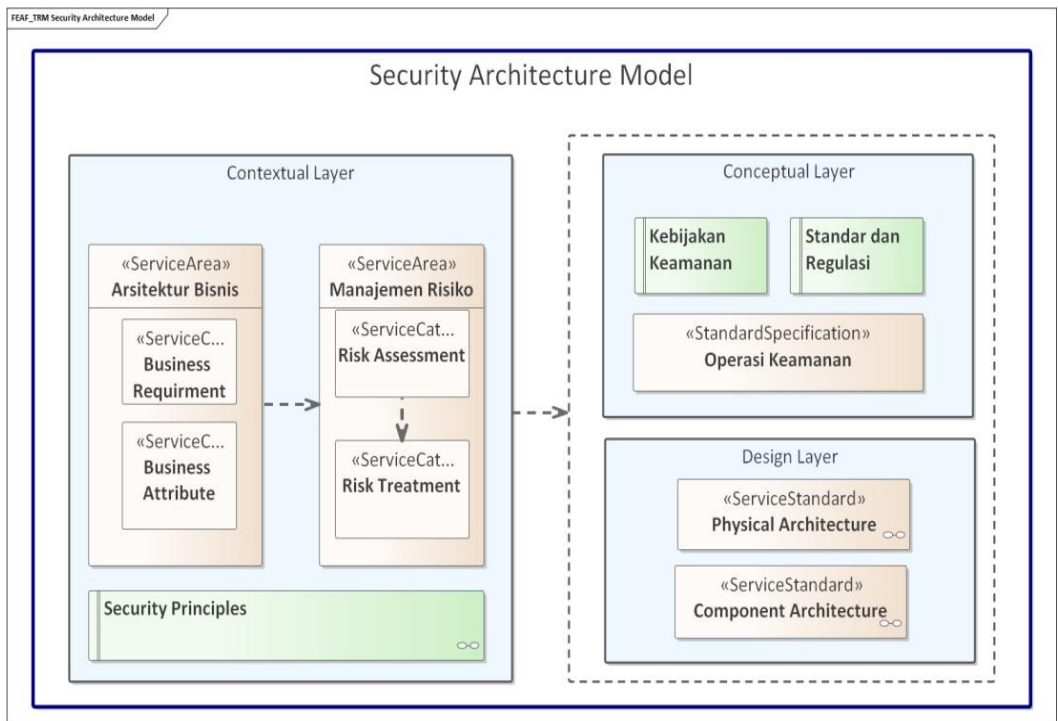 FEAF_TRM Security Architecture Model
Security Architecture Model
Contextual Layer
«ServiceArea»
Arsitektur Bisnis
«ServiceC...
Business
Requirment
«ServiceC...
Business
Attribute
«ServiceArea»
Manajemen Risiko
«ServiceCat...
Risk Assessment
«ServiceCat...
Risk Treatment
Security Principles
Conceptual Layer
Kebijakan
Keamanan
Standar dan
Regulasi
«StandardSpecification»
Operasi Keamanan
Design Layer
«ServiceStandard»
Physical Architecture
«ServiceStandard»
Component Architecture